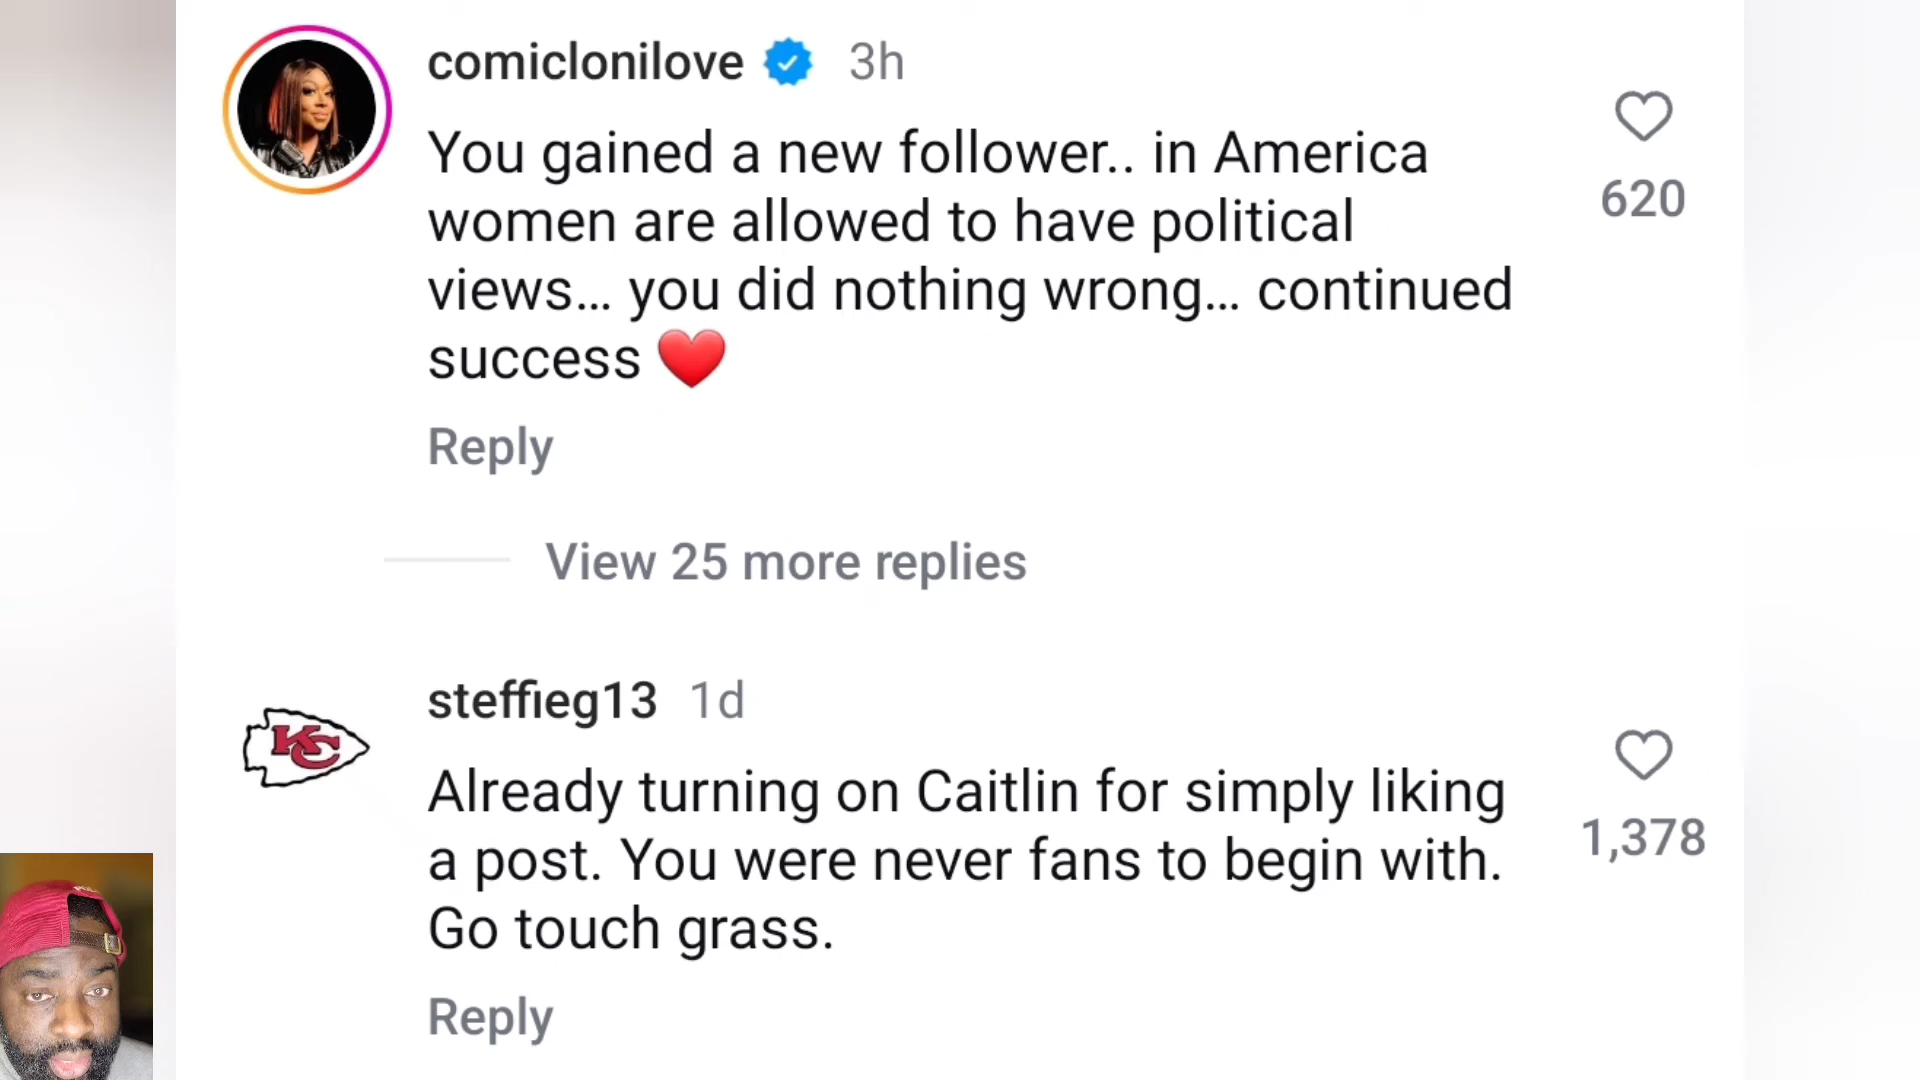 comiclonilove 3h
You gained a new follower.. in America
women are allowed to have political
views... you did nothing wrong... continued
success ❤️
620
Reply
View 25 more replies
steffieg13 1d
KC
Already turning on Caitlin for simply liking
a post. You were never fans to begin with.
Go touch grass.
1,378
Reply